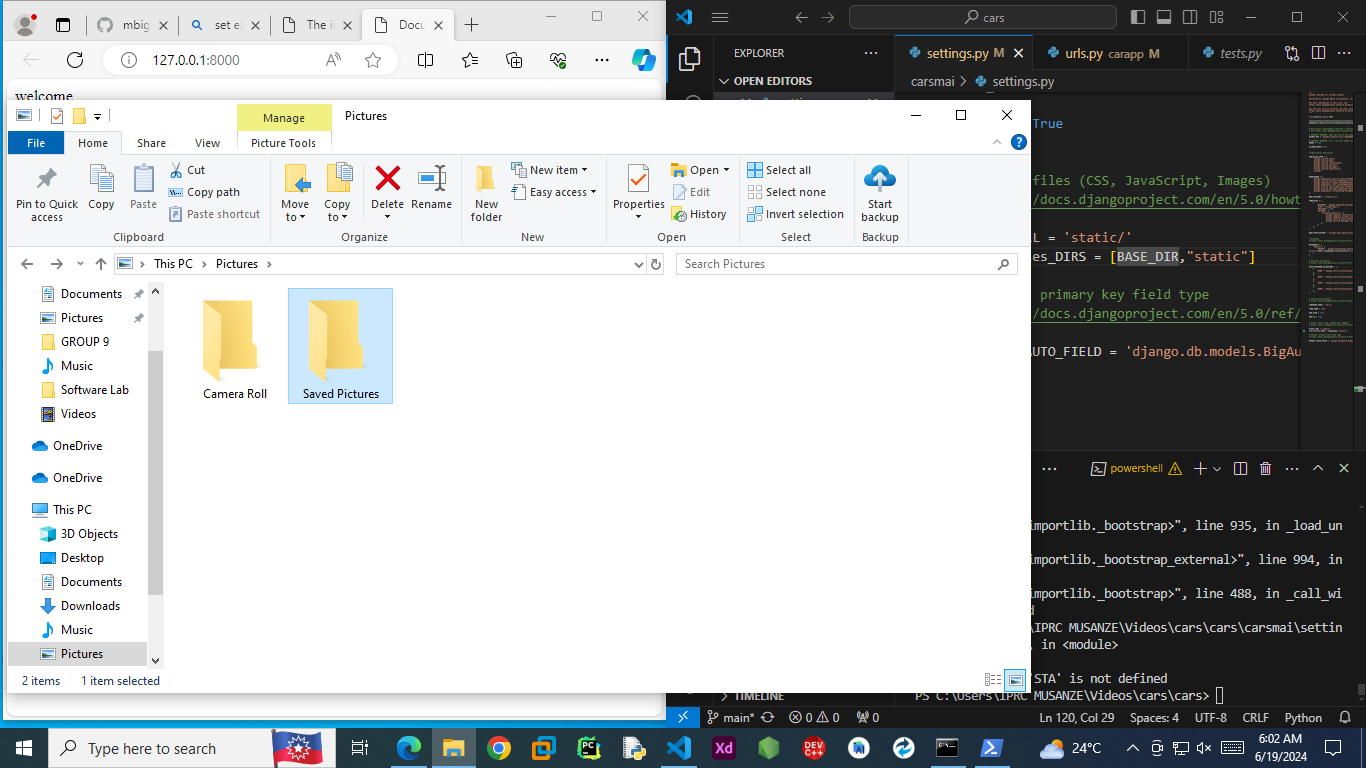 mbig
set e
The i
Docu
127.0.0.1:8000
welcome
Manage
Pictures
File
Home
Share
View
Picture Tools
Pin to Quick access
Copy
Paste
Cut
Copy path
Paste shortcut
Clipboard
Move to
Copy to
Delete
Rename
Organize
New folder
New item
Easy access
New
Properties
Open
Edit
History
Open
Select all
Select none
Invert selection
Select
Start backup
Backup
This PC
Pictures
Search Pictures
Documents
Pictures
GROUP 9
Music
Software Lab
Videos
OneDrive
OneDrive
This PC
3D Objects
Desktop
Documents
Downloads
Music
Pictures
Camera Roll
Saved Pictures
2 items
1 item selected
cars
EXPLORER
OPEN EDITORS
settings.py M
urls.py carapp M
tests.py
carsmai > settings.py
True
files (CSS, JavaScript, Images)
/docs.djangoproject.com/en/5.0/howt
L = 'static/'
es_DIRS = [BASE_DIR,"static"]
primary key field type
/docs.djangoproject.com/en/5.0/ref/
AUTO_FIELD = 'django.db.models.BigAu
powershell
importlib._bootstrap>", line 935, in _load_un
importlib._bootstrap_external>", line 994, in
importlib._bootstrap>", line 488, in _call_wi
d
\IPRC MUSANZE\Videos\cars\cars\carsmai\settin
, in <module>
'STA' is not defined
PS C:\Users\IPRC MUSANZE\Videos\cars\cars>
TIMELINE
main*
0
0
0
Ln 120, Col 29
Spaces: 4
UTF-8
CRLF
Python
Type here to search
24°C
6:02 AM
6/19/2024